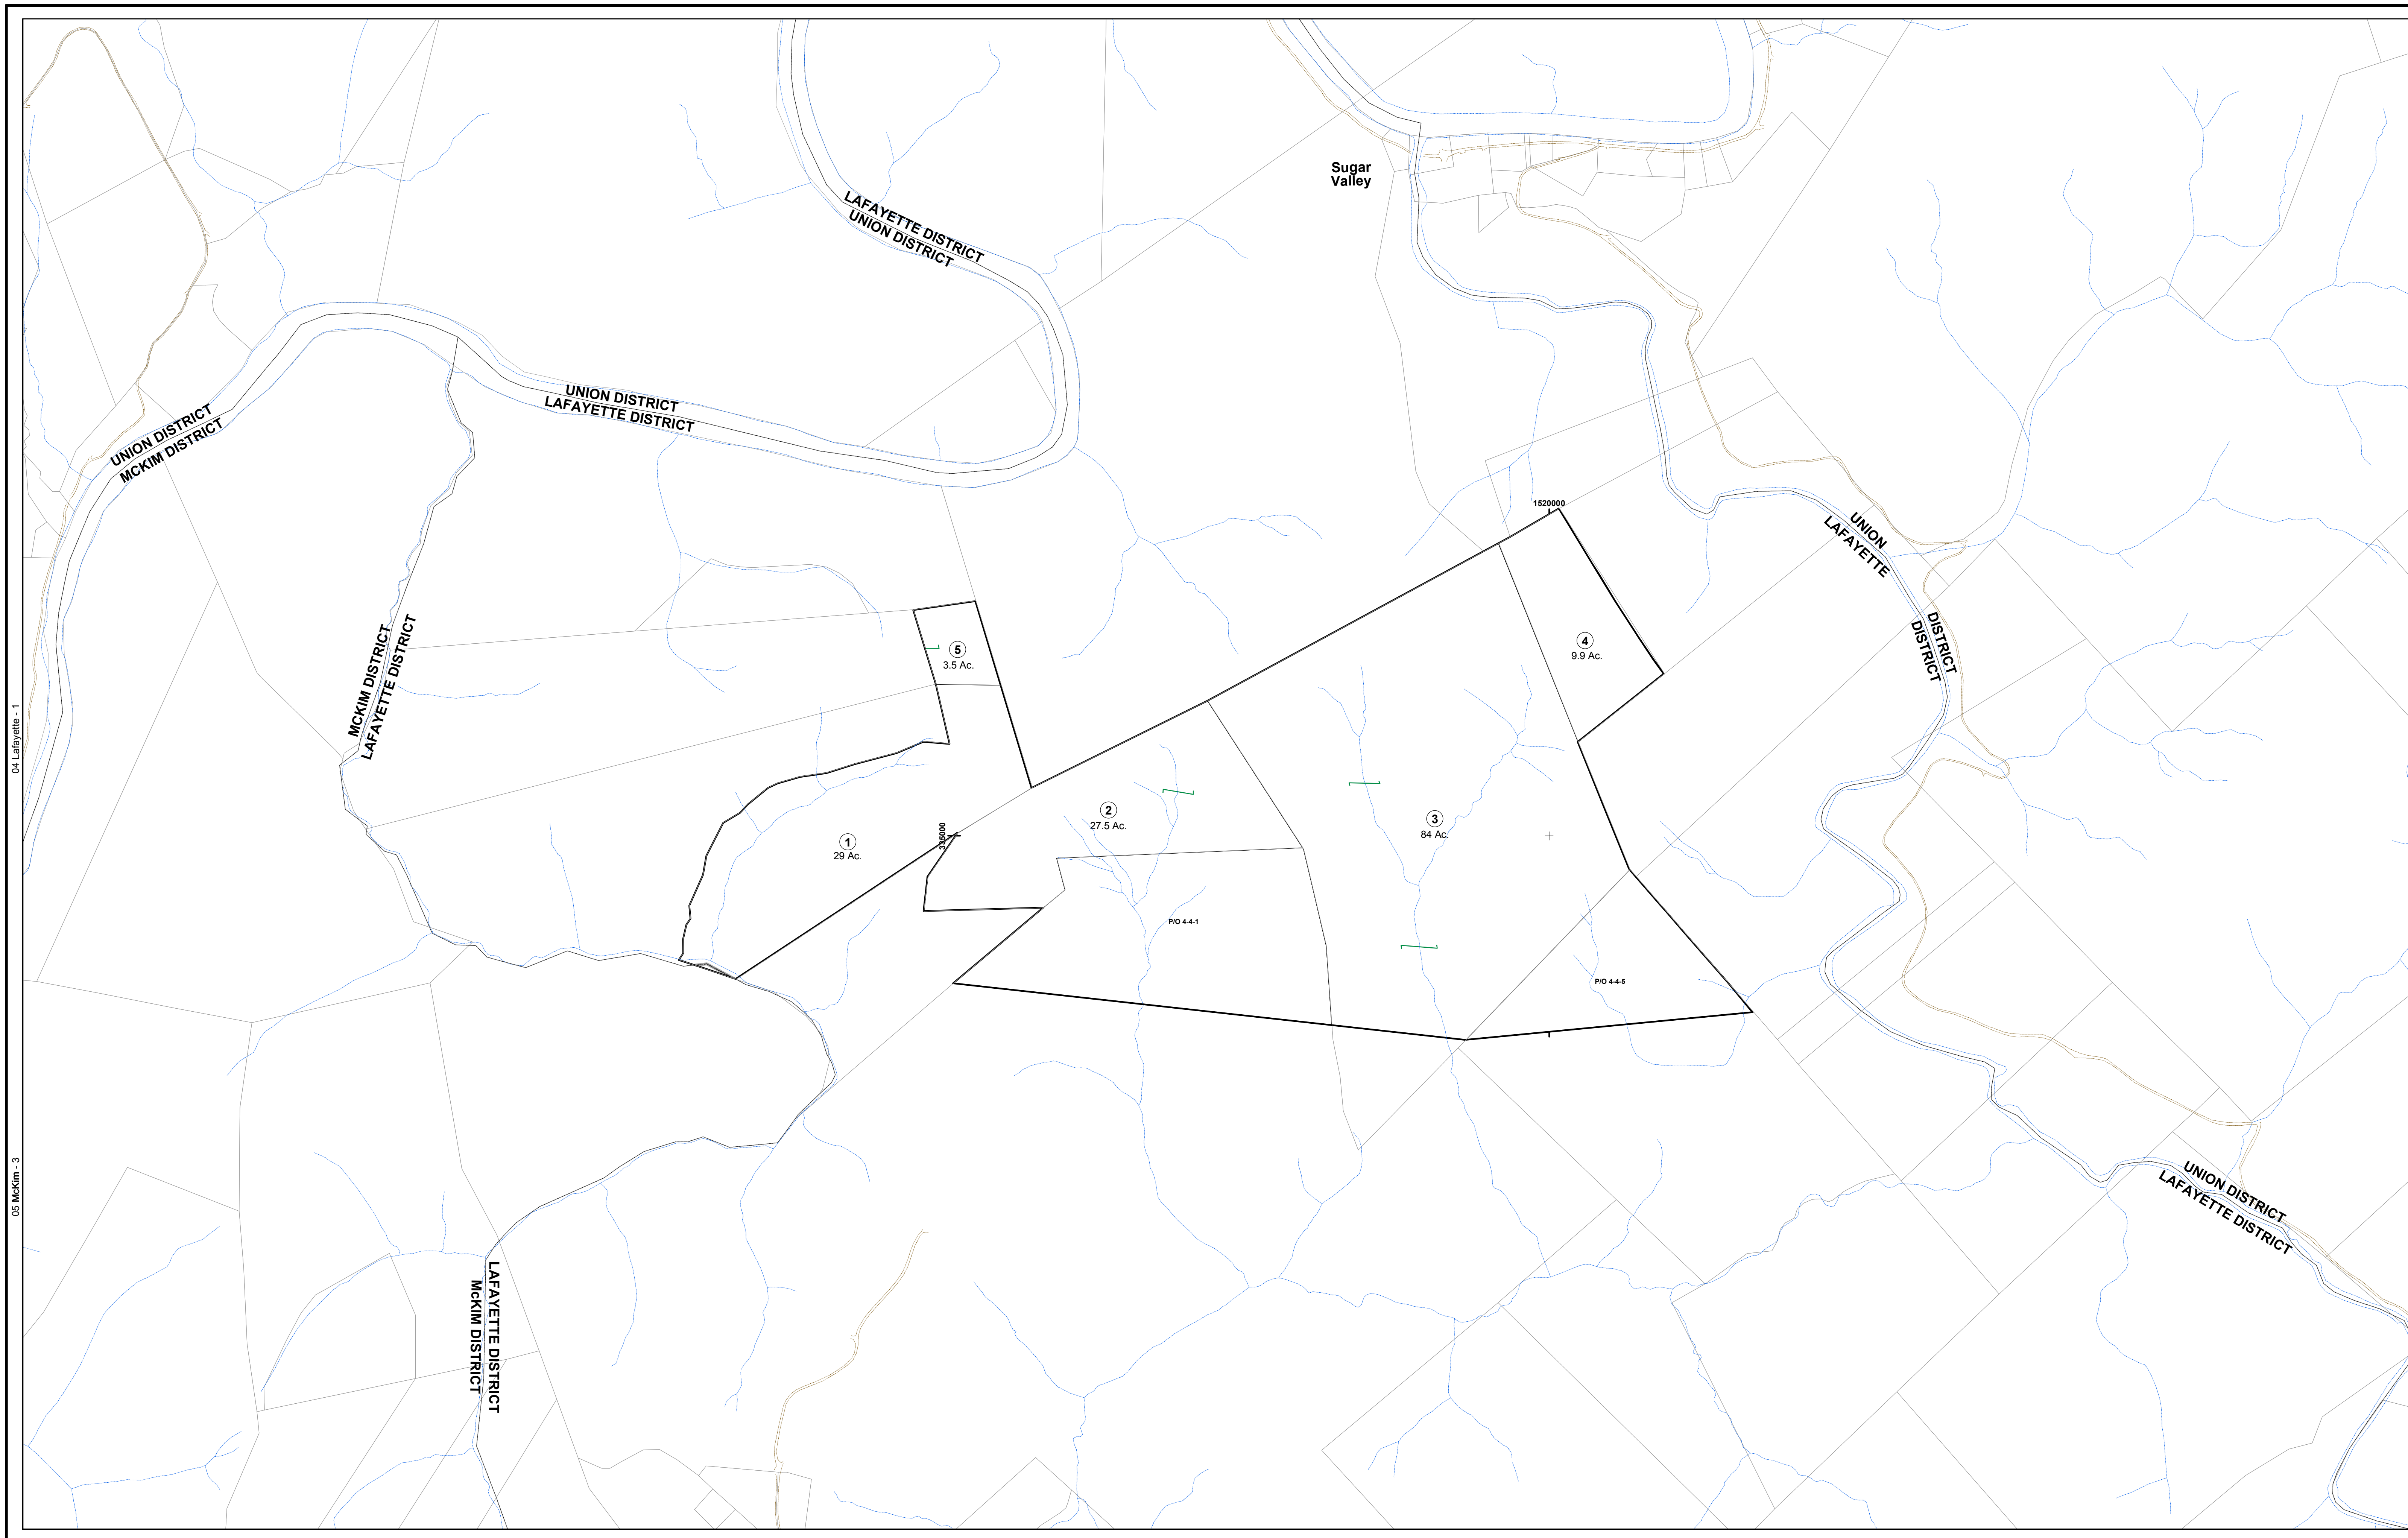 Sugar
Valley
LAFAYETTE DISTRICT
UNION DISTRICT
UNION DISTRICT
LAFAYETTE DISTRICT
UNION DISTRICT
MCKIM DISTRICT
1520000
UNION
LAFAYETTE
DISTRICT
DISTRICT
MCKIM DISTRICT
LAFAYETTE DISTRICT
5
3.5 Ac.
4
9.9 Ac.
04 Lafayette - 1
2
27.5 Ac.
3
84 Ac.
1
29 Ac.
335000
P/O 4-4-1
P/O 4-4-5
05 McKim - 3
UNION DISTRICT
LAFAYETTE DISTRICT
LAFAYETTE DISTRICT
McKIM DISTRICT